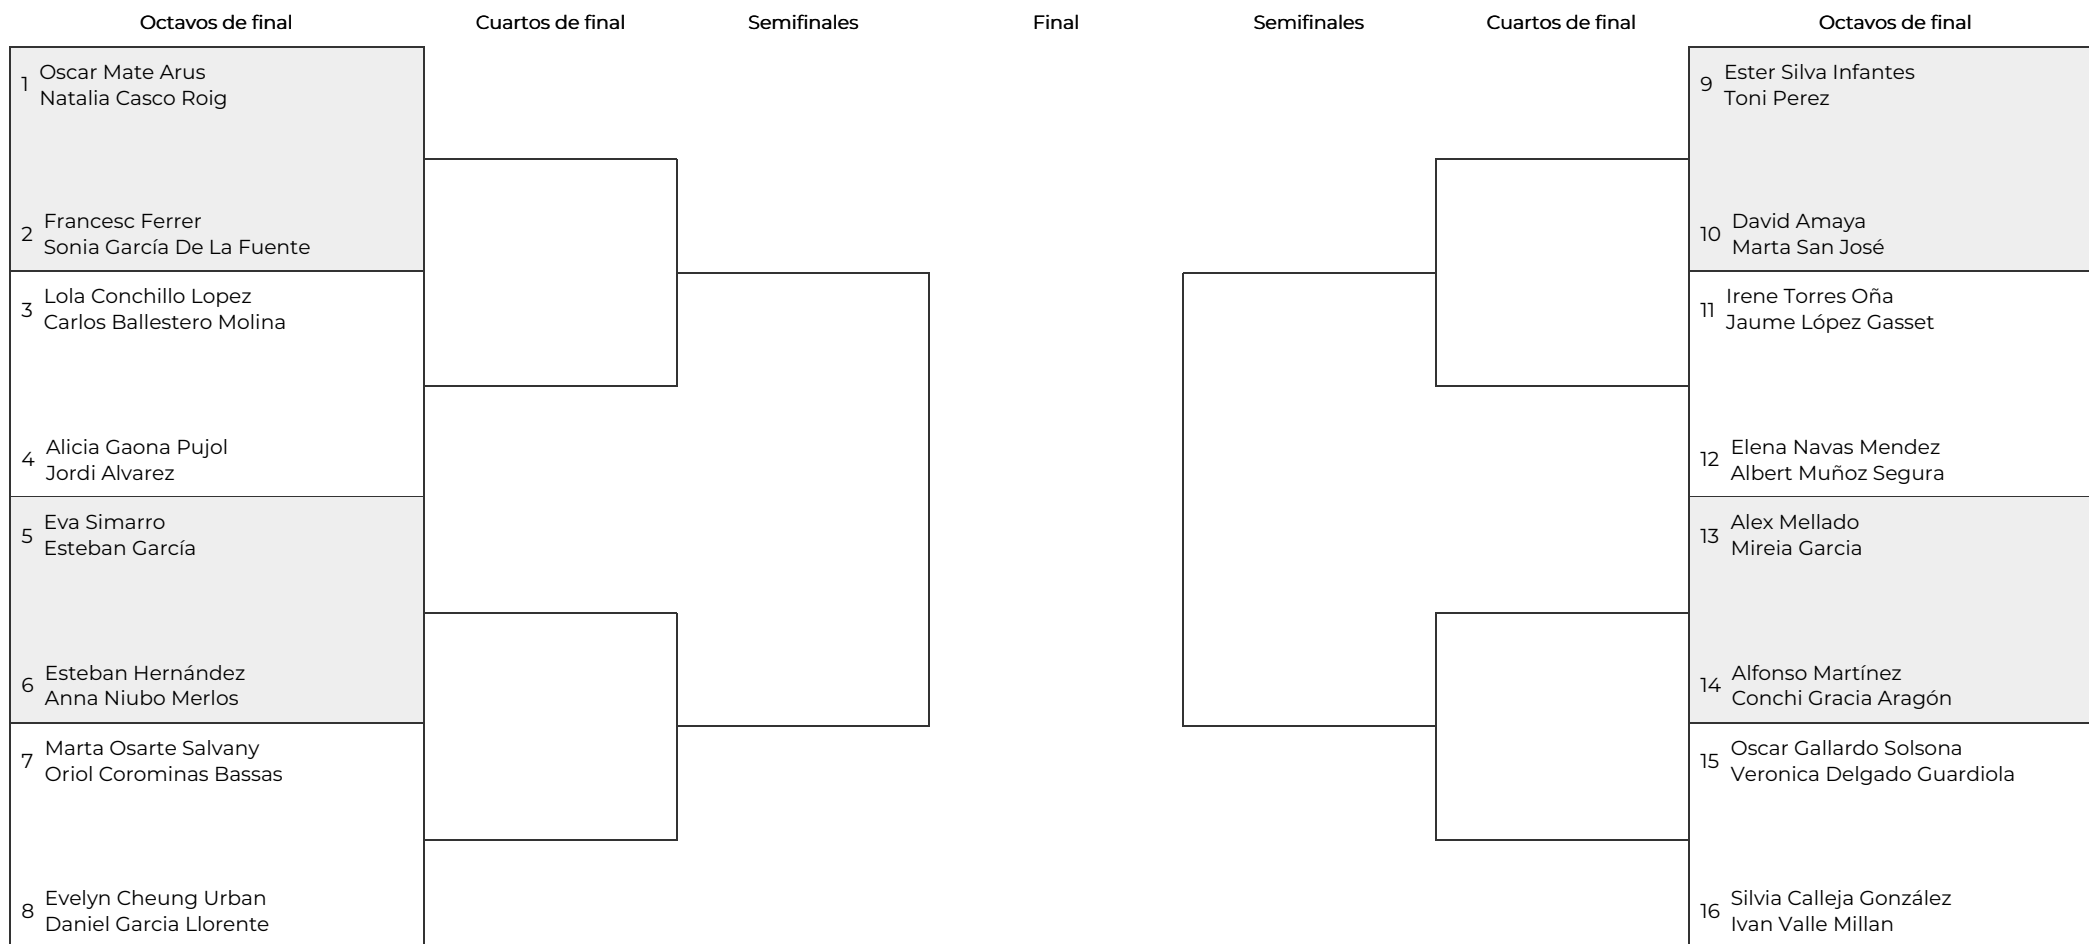 Octavos de final
Cuartos de final
Semifinales
Final
Semifinales
Cuartos de final
Octavos de final
1
Oscar Mate Arus
Natalia Casco Roig
2
Francesc Ferrer
Sonia García De La Fuente
3
Lola Conchillo Lopez
Carlos Ballestero Molina
4
Alicia Gaona Pujol
Jordi Alvarez
5
Eva Simarro
Esteban García
6
Esteban Hernández
Anna Niubo Merlos
7
Marta Osarte Salvany
Oriol Corominas Bassas
8
Evelyn Cheung Urban
Daniel Garcia Llorente
9
Ester Silva Infantes
Toni Perez
10
David Amaya
Marta San José
11
Irene Torres Oña
Jaume López Gasset
12
Elena Navas Mendez
Albert Muñoz Segura
13
Alex Mellado
Mireia Garcia
14
Alfonso Martínez
Conchi Gracia Aragón
15
Oscar Gallardo Solsona
Veronica Delgado Guardiola
16
Silvia Calleja González
Ivan Valle Millan